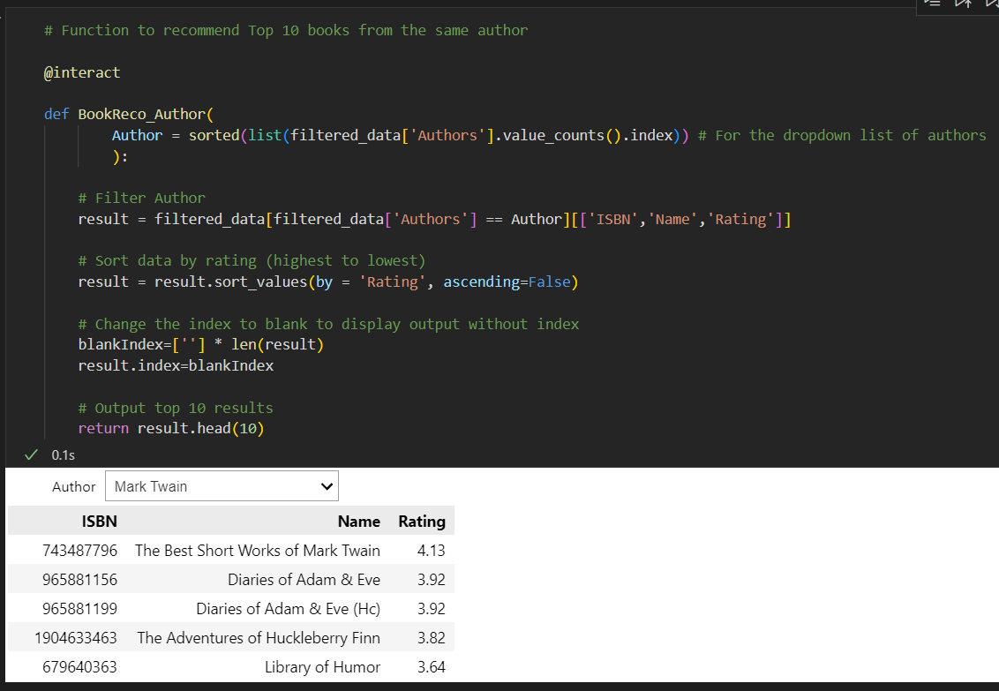 # Function to recommend Top 10 books from the same author
@interact
def BookReco_Author(
Author = sorted(list(filtered_data['Authors'].value_counts().index)) # For the dropdown list of authors
):
# Filter Author
result = filtered_data[filtered_data['Authors'] == Author][['ISBN','Name','Rating']]
# Sort data by rating (highest to lowest)
result = result.sort_values(by = 'Rating', ascending=False)
# Change the index to blank to display output without index
blankIndex=[''] * len(result)
result.index=blankIndex
# Output top 10 results
return result.head(10)
0.1s
Author Mark Twain
ISBN Name Rating
743487796 The Best Short Works of Mark Twain 4.13
965881156 Diaries of Adam & Eve 3.92
965881199 Diaries of Adam & Eve (Hc) 3.92
1904633463 The Adventures of Huckleberry Finn 3.82
679640363 Library of Humor 3.64